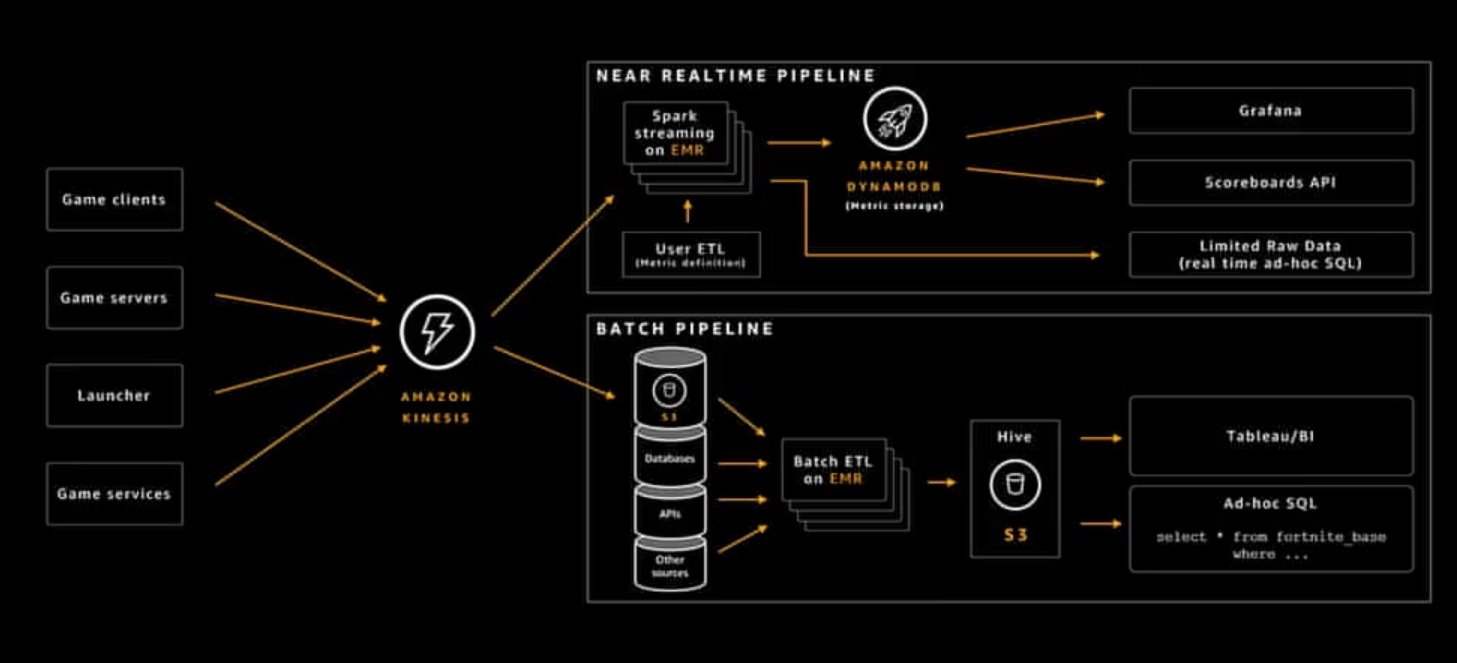 NEAR REALTIME PIPELINE
Spark
streaming
on EMR
AMAZON
DYNAMODB
(Metric storage)
Grafana
Scoreboards API
User ETL
(Metric definition)
Limited Raw Data
(real time ad-hoc SQL)
Game clients
Game servers
Launcher
Game services
AMAZON
KINESIS
BATCH PIPELINE
S3
Databases
APIs
Other
sources
Batch ETL
on EMR
Hive
S3
Tableau/BI
Ad-hoc SQL
select * from fortnite_base
where ...